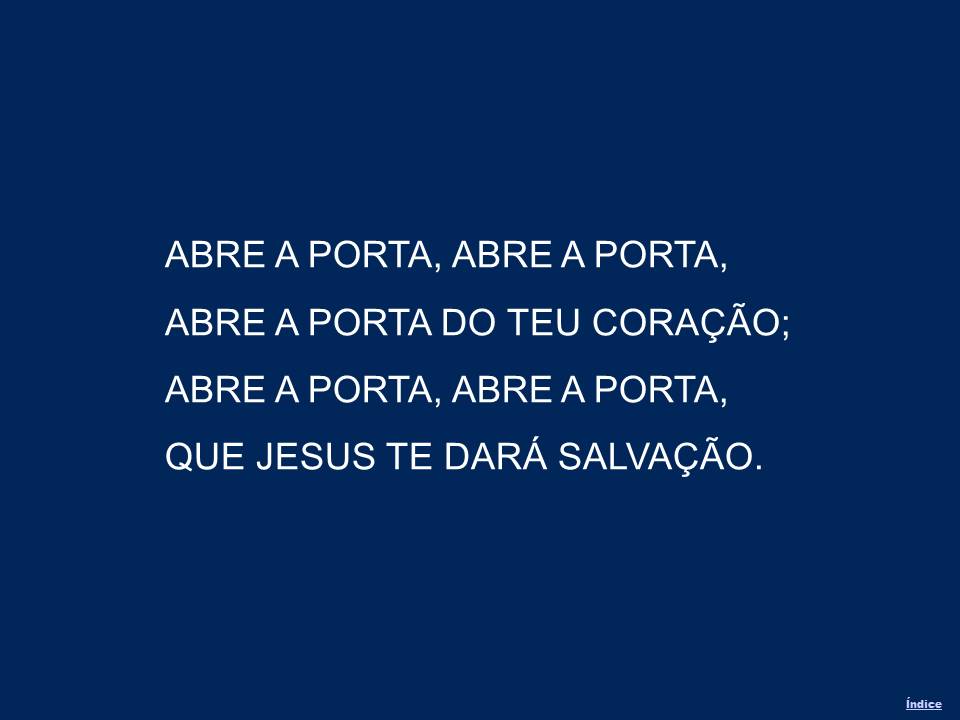 ABRE A PORTA, ABRE A PORTA,
ABRE A PORTA DO TEU CORAÇÃO;
ABRE A PORTA, ABRE A PORTA,
QUE JESUS TE DARÁ SALVAÇÃO.
Índice